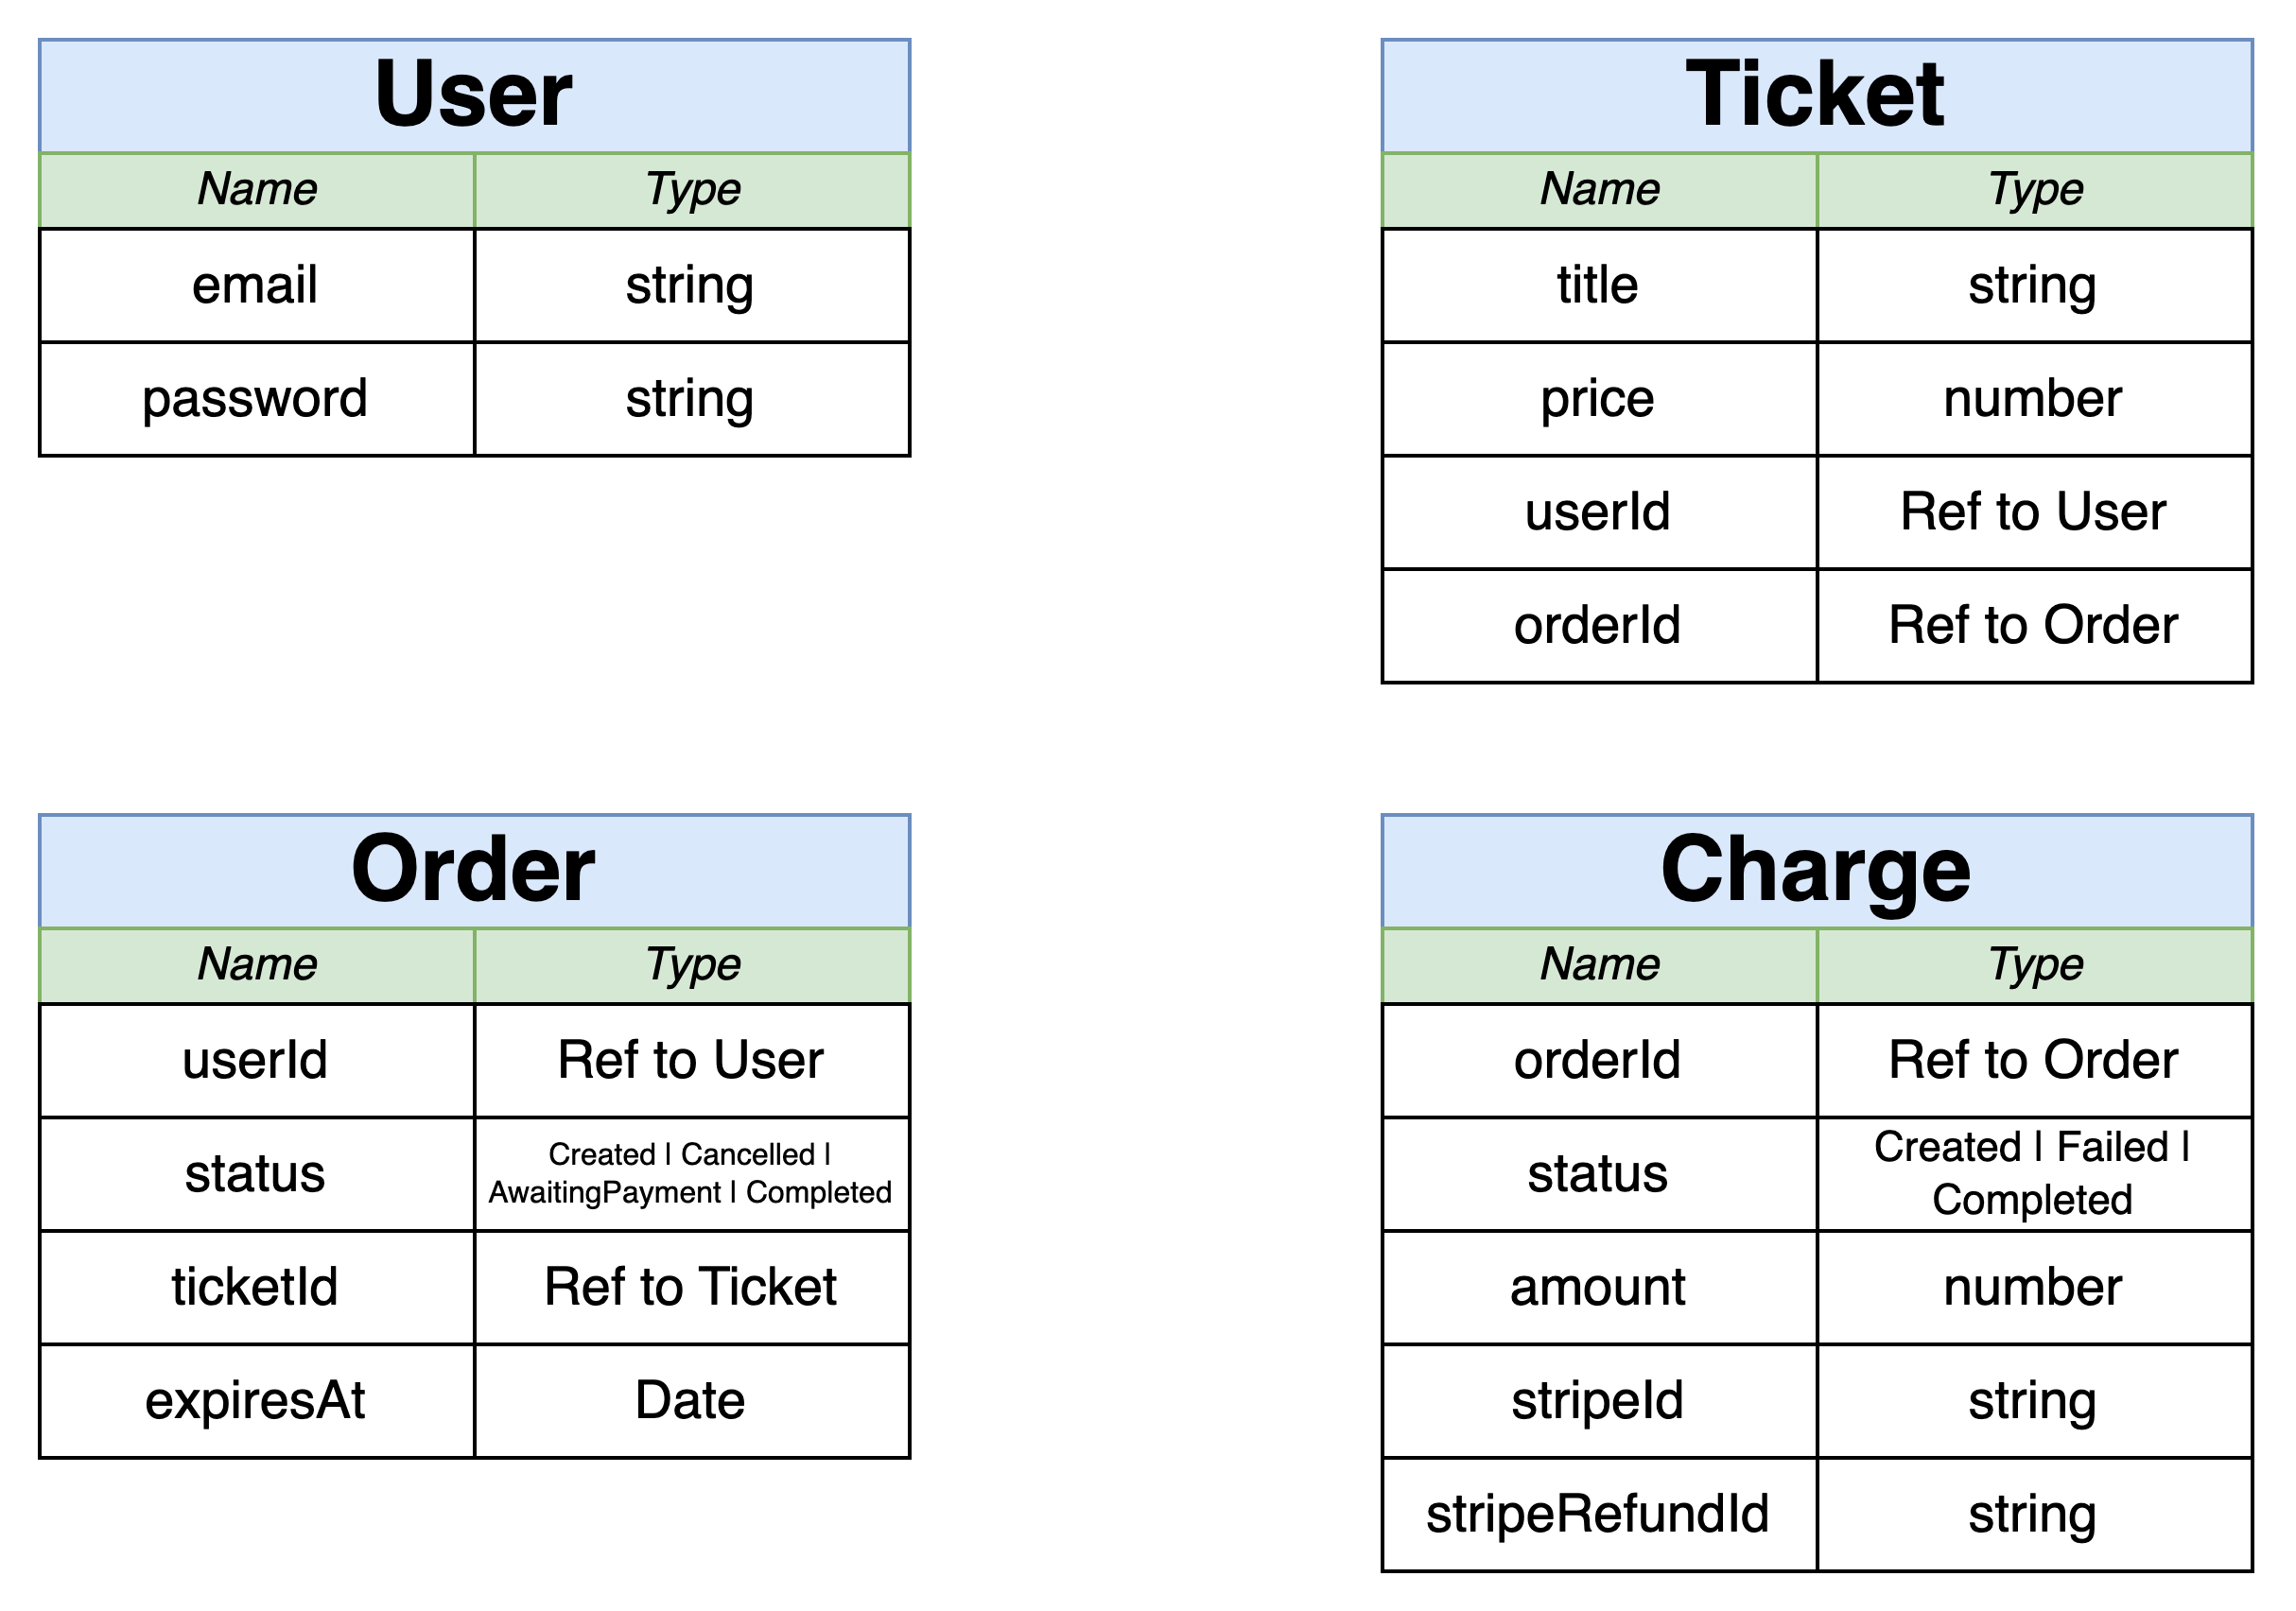 User
Name Type
email string
password string
Ticket
Name Type
title string
price number
userId Ref to User
orderId Ref to Order
Order
Name Type
userId Ref to User
status Created | Cancelled |
AwaitingPayment | Completed
ticketId Ref to Ticket
expiresAt Date
Charge
Name Type
orderId Ref to Order
status Created | Failed |
Completed
amount number
stripeId string
stripeRefundId string